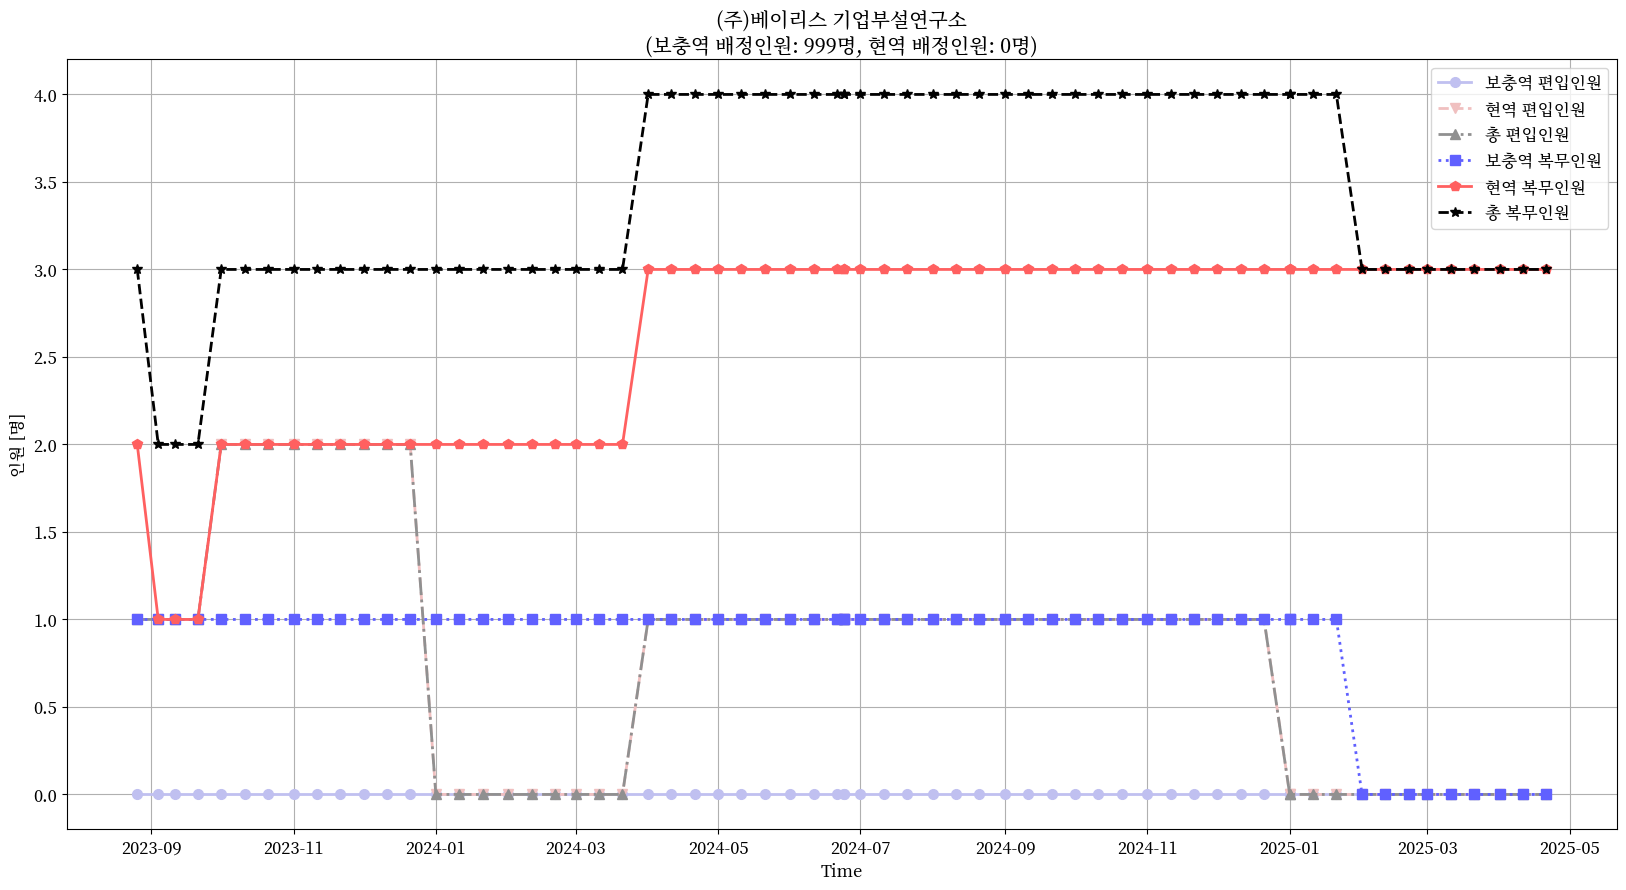 (주)베이리스 기업부설연구소
(보충역 배정인원: 999명, 현역 배정인원: 0명)
보충역 편입인원
현역 편입인원
총 편입인원
보충역 복무인원
현역 복무인원
총 복무인원
인원 [명]
4.0
3.5
3.0
2.5
2.0
1.5
1.0
0.5
0.0
2023-09
2023-11
2024-01
2024-03
2024-05
2024-07
2024-09
2024-11
2025-01
2025-03
2025-05
Time